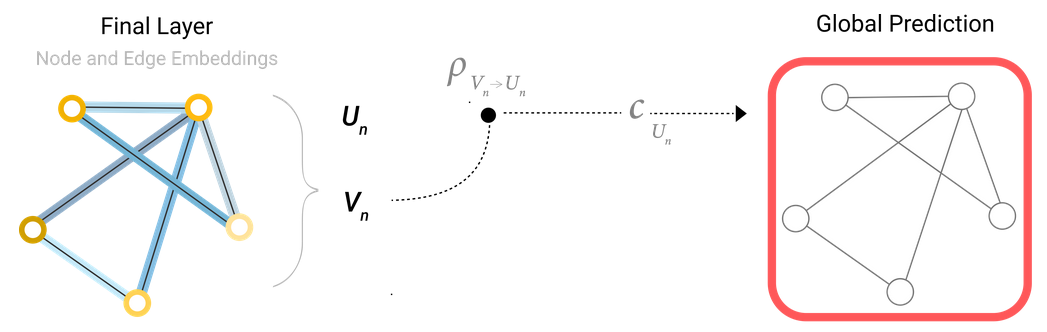 Final Layer
Node and Edge Embeddings
Global Prediction
ρ Vn→Un
Un
c Un
Vn